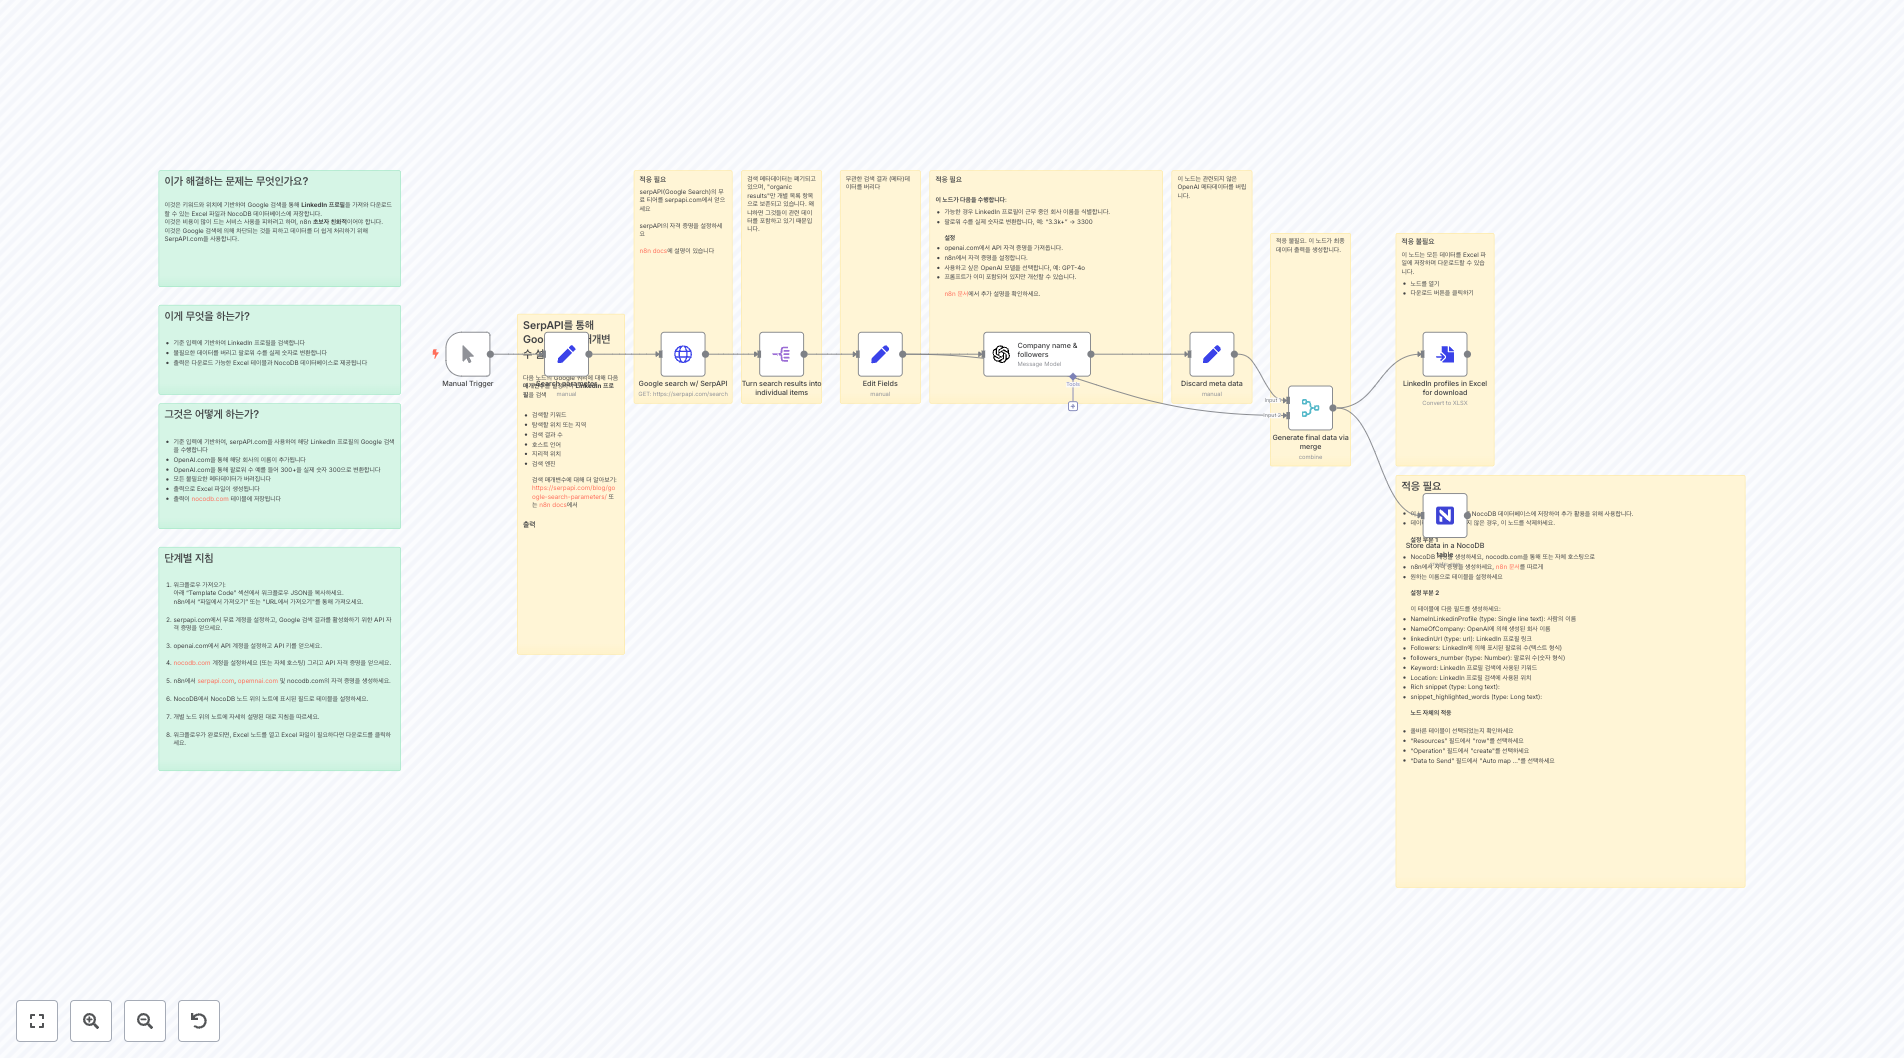 이가 해결하는 문제는 무엇인가요?
이것은 키워드와 위치에 기반하여 Google 검색을 통해 LinkedIn 프로필을 가져와 다운로드
할 수 있는 Excel 파일과 NocoDB 데이터베이스에 저장합니다.
이것은 비용이 많이 드는 서비스 사용을 피하려고 하며, n8n 초보자 친화적이어야 합니다.
이것은 Google 검색에 의해 차단되는 것을 피하고 데이터를 더 쉽게 처리하기 위해
SerpAPI.com을 사용합니다.
이게 무엇을 하는가?
기준 입력에 기반하여 LinkedIn 프로필을 검색합니다
불필요한 데이터를 버리고 팔로워 수를 실제 숫자로 변환합니다
출력은 다운로드 가능한 Excel 테이블과 NocoDB 데이터베이스로 제공됩니다
그것은 어떻게 하는가?
기준 입력에 기반하여, serpAPI.com을 사용하여 해당 LinkedIn 프로필의 Google 검색
을 수행합니다
OpenAI.com을 통해 해당 회사의 이름이 추가됩니다
OpenAI.com을 통해 팔로워 수 예를 들어 300+을 실제 숫자 300으로 변환합니다
모든 불필요한 메타데이터가 버려집니다
출력으로 Excel 파일이 생성됩니다
출력이 nocodb.com 테이블에 저장됩니다
단계별 지침
1. 워크플로우 가져오기:
아래 "Template Code" 섹션에서 워크플로우 JSON을 복사하세요.
n8n에서 "파일에서 가져오기" 또는 "URL에서 가져오기"를 통해 가져오세요.
2. serpapi.com에서 무료 계정을 설정하고, Google 검색 결과를 활성화하기 위한 API 자
격 증명을 얻으세요.
3. openai.com에서 API 계정을 설정하고 API 키를 얻으세요.
4. nocodb.com 계정을 설정하세요 (또는 자체 호스팅) 그리고 API 자격 증명을 얻으세요.
5. n8n에서 serpapi.com, opemnai.com 및 nocodb.com의 자격 증명을 생성하세요.
6. NocoDB에서 NocoDB 노드 위의 노트에 표시된 필드로 테이블을 설정하세요.
7. 개별 노드 위의 노트에 자세히 설명된 대로 지침을 따르세요.
8. 워크플로우가 완료되면, Excel 노드를 열고 Excel 파일이 필요하다면 다운로드를 클릭하
세요.
Manual Trigger
SerpAPI를 통해
수
매개변수를 설정하여 LinkedIn 프로
필을 검색
Search parameter
manual
검색할 키워드
탐색할 위치 또는 지역
검색 결과 수
호스트 언어
지리적 위치
검색 엔진
검색 매개변수에 대해 더 알아보기:
https://serpapi.com/blog/go
ogle-search-parameters/ 또
는 n8n docs에서
출력
적응 필요
serpAPI(Google Search)의 무
료 티어를 serpapi.com에서 얻으
세요
serpAPI의 자격 증명을 설정하세
요
n8n docs에 설명이 있습니다
Google search w/ SerpAPI
GET: https://serpapi.com/search
검색 메타데이터는 폐기되고
있으며, "organic
results"만 개별 목록 항목
으로 보존되고 있습니다. 왜
냐하면 그것들이 관련 데이
터를 포함하고 있기 때문입
니다.
Turn search results into
individual items
무관한 검색 결과 (메타)데
이터를 버리다
Edit Fields
manual
적응 필요
이 노드가 다음을 수행합니다:
가능한 경우 LinkedIn 프로필이 근무 중인 회사 이름을 식별합니다.
팔로워 수를 실제 숫자로 변환합니다, 예: "3.3k+" → 3300
설정
openai.com에서 API 자격 증명을 가져옵니다.
n8n에서 자격 증명을 설정합니다.
사용하고 싶은 OpenAI 모델을 선택합니다, 예: GPT-4o
프롬프트가 이미 포함되어 있지만 개선할 수 있습니다.
n8n 문서에서 추가 설명을 확인하세요.
Company name &
followers
Message Model
Tools
이 노드는 관련되지 않은
OpenAI 메타데이터를 버립
니다.
Discard meta data
manual
적응 불필요. 이 노드가 최종
데이터 출력을 생성합니다.
Input 1
Input 2
Generate final data via
merge
combine
적응 불필요
이 노드는 모든 데이터를 Excel 파
일에 저장하며 다운로드할 수 있습
니다.
노드를 열기
다운로드 버튼을 클릭하기
LinkedIn profiles in Excel
for download
Convert to XLSX
적응 필요
NocoDB 데이터베이스에 저장하여 추가 활용을 위해 사용합니다.
않은 경우, 이 노드를 삭제하세요.
설정 부분 1
Store data in a NocoDB
table
NocoDB 계정을 생성하세요, nocodb.com을 통해 또는 자체 호스팅으로
n8n에서 자격 증명을 생성하세요, n8n 문서를 따르게
원하는 이름으로 테이블을 설정하세요
설정 부분 2
이 테이블에 다음 필드를 생성하세요:
NameInLinkedinProfile (type: Single line text): 사람의 이름
NameOfCompany: OpenAI에 의해 생성된 회사 이름
linkedinUrl (type: url): LinkedIn 프로필 링크
Followers: LinkedIn에 의해 표시된 팔로워 수(텍스트 형식)
followers_number (type: Number): 팔로워 수(숫자 형식)
Keyword: LinkedIn 프로필 검색에 사용된 키워드
Location: LinkedIn 프로필 검색에 사용된 위치
Rich snippet (type: Long text):
snippet_highlighted_words (type: Long text):
노드 자체의 적응
올바른 테이블이 선택되었는지 확인하세요
"Resources" 필드에서 "row"를 선택하세요
"Operation" 필드에서 "create"를 선택하세요
"Data to Send" 필드에서 "Auto map ..."를 선택하세요